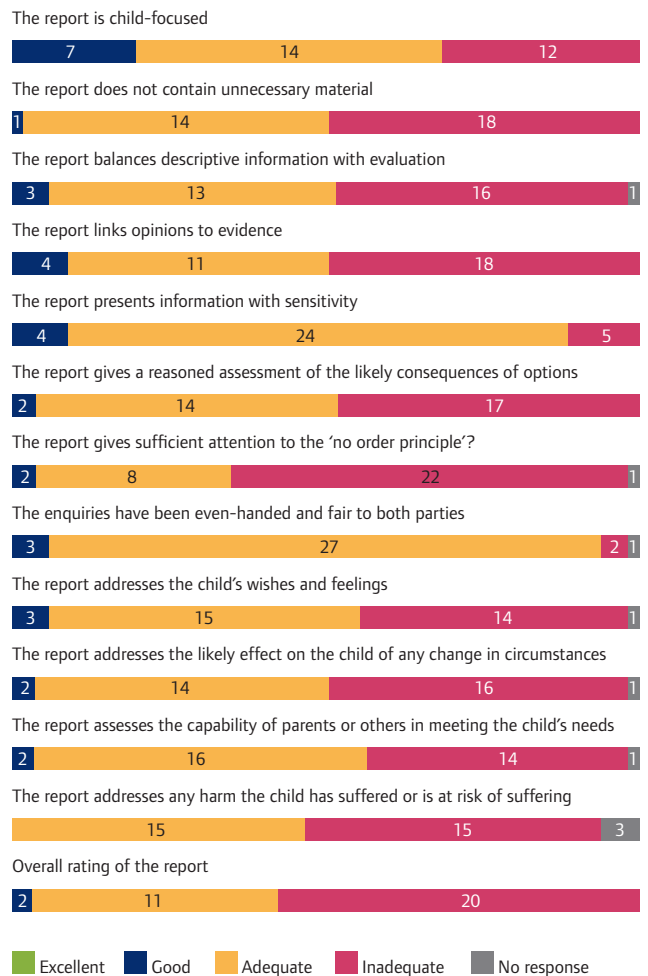 The report is child-focused
7 14 12
The report does not contain unnecessary material
1 14 18
The report balances descriptive information with evaluation
3 13 16 1
The report links opinions to evidence
4 11 18
The report presents information with sensitivity
4 24 5
The report gives a reasoned assessment of the likely consequences of options
2 14 17
The report gives sufficient attention to the ‘no order principle’?
2 8 22 1
The enquiries have been even-handed and fair to both parties
3 27 2 1
The report addresses the child’s wishes and feelings
3 15 14 1
The report addresses the likely effect on the child of any change in circumstances
2 14 16 1
The report assesses the capability of parents or others in meeting the child’s needs
2 16 14 1
The report addresses any harm the child has suffered or is at risk of suffering
15 15 3
Overall rating of the report
2 11 20
Excellent Good Adequate Inadequate No response